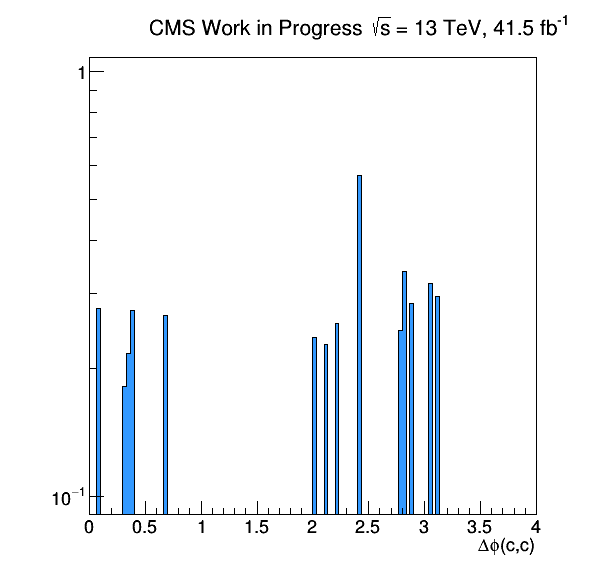 CMS Work in Progress √s = 13 TeV, 41.5 fb⁻¹
1
10⁻¹
0 0.5 1 1.5 2 2.5 3 3.5 4
Δϕ(c,c)